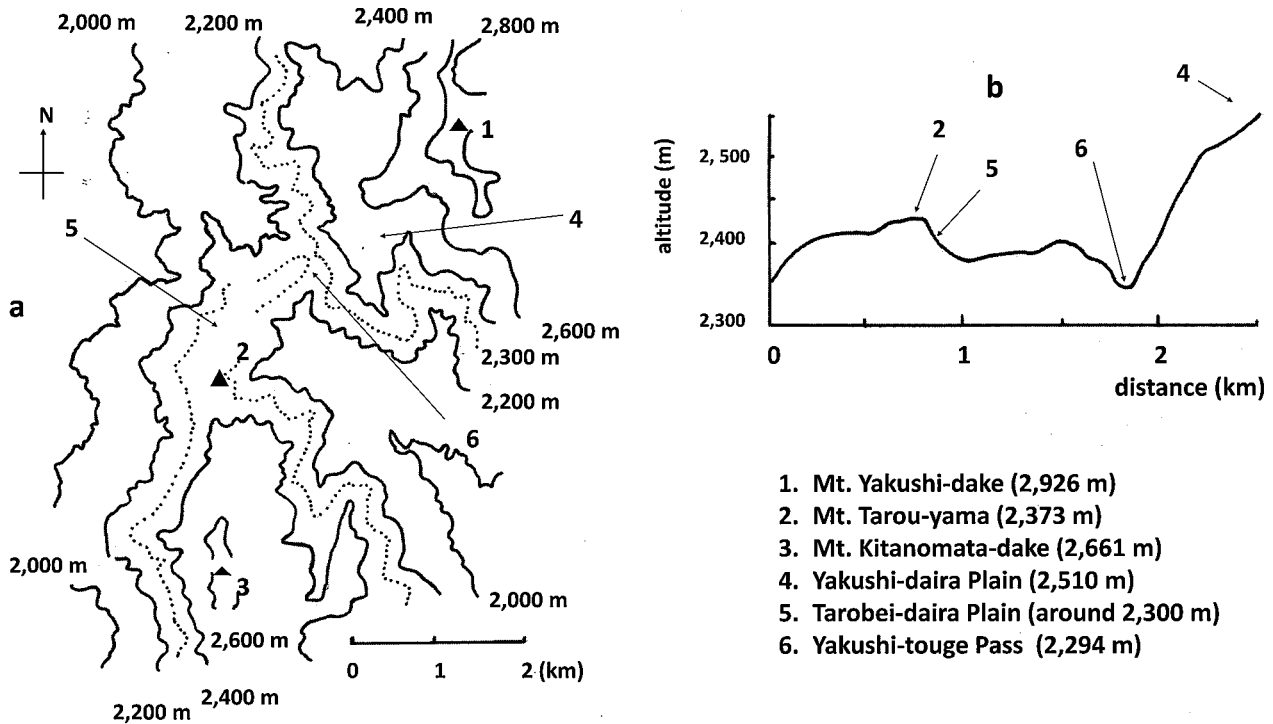 2,000 m
2,200 m
2,400 m
2,800 m
N
1
5
4
a
2
2,600 m
2,300 m
2,200 m
6
2,000 m
3
2,000 m
2,600 m
0 1 2 (km)
2,400 m
2,200 m
b
4
2
6
5
altitude (m)
2, 500
2,400
2,300
0 1 2
distance (km)
1. Mt. Yakushi-dake (2,926 m)
2. Mt. Tarou-yama (2,373 m)
3. Mt. Kitanomata-dake (2,661 m)
4. Yakushi-daira Plain (2,510 m)
5. Tarobei-daira Plain (around 2,300 m)
6. Yakushi-touge Pass (2,294 m)